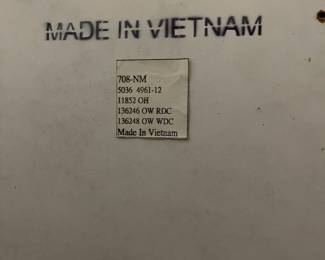 MADE IN VIETNAM
708-NM
5036 4961-12
11852 OH
136246 OW RDC
136248 OW WDC
Made In Vietnam